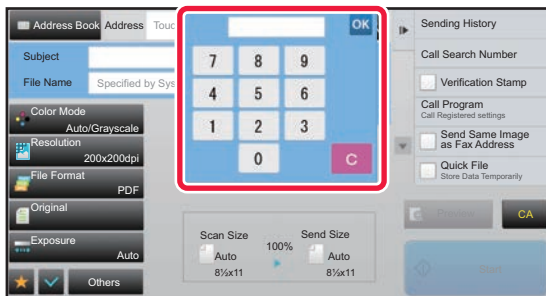 Address Book Address Touc
OK
Sending History
Subject
File Name Specified by Sys
7 8 9
4 5 6
1 2 3
0 C
Call Search Number
Verification Stamp
Call Program
Call Registered settings
Send Same Image
as Fax Address
Quick File
Store Data Temporarily
Color Mode
Auto/Grayscale
Resolution
200x200dpi
File Format
PDF
Original
Exposure
Auto
Others
Scan Size
Auto
8½x11
100%
Send Size
Auto
8½x11
Preview
CA
Start